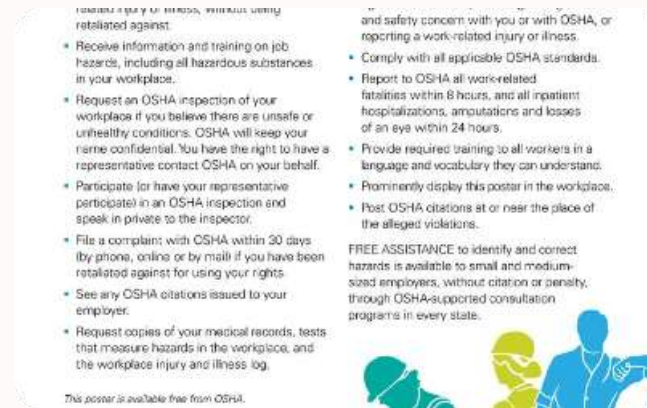 related injury or illness, without being
retaliated against.
• Receive information and training on job
hazards, including all hazardous substances
in your workplace.
• Request an OSHA inspection of your
workplace if you believe there are unsafe or
unhealthy conditions. OSHA will keep your
name confidential. You have the right to have a
representative contact OSHA on your behalf.
• Participate (or have your representative
participate) in an OSHA inspection and
speak in private to the inspector.
• File a complaint with OSHA within 30 days
(by phone, online or by mail) if you have been
retaliated against for using your rights.
• See any OSHA citations issued to your
employer.
• Request copies of your medical records, tests
that measure hazards in the workplace, and
the workplace injury and illness log.
This poster is available free from OSHA.
and safety concern with you or with OSHA, or
reporting a work-related injury or illness.
• Comply with all applicable OSHA standards.
• Report to OSHA all work-related
fatalities within 8 hours, and all inpatient
hospitalizations, amputations and losses
of an eye within 24 hours.
• Provide required training to all workers in a
language and vocabulary they can understand.
• Prominently display this poster in the workplace.
• Post OSHA citations at or near the place of
the alleged violations.
FREE ASSISTANCE to identify and correct
hazards is available to small and medium-
sized employers, without citation or penalty,
through OSHA-supported consultation
programs in every state.